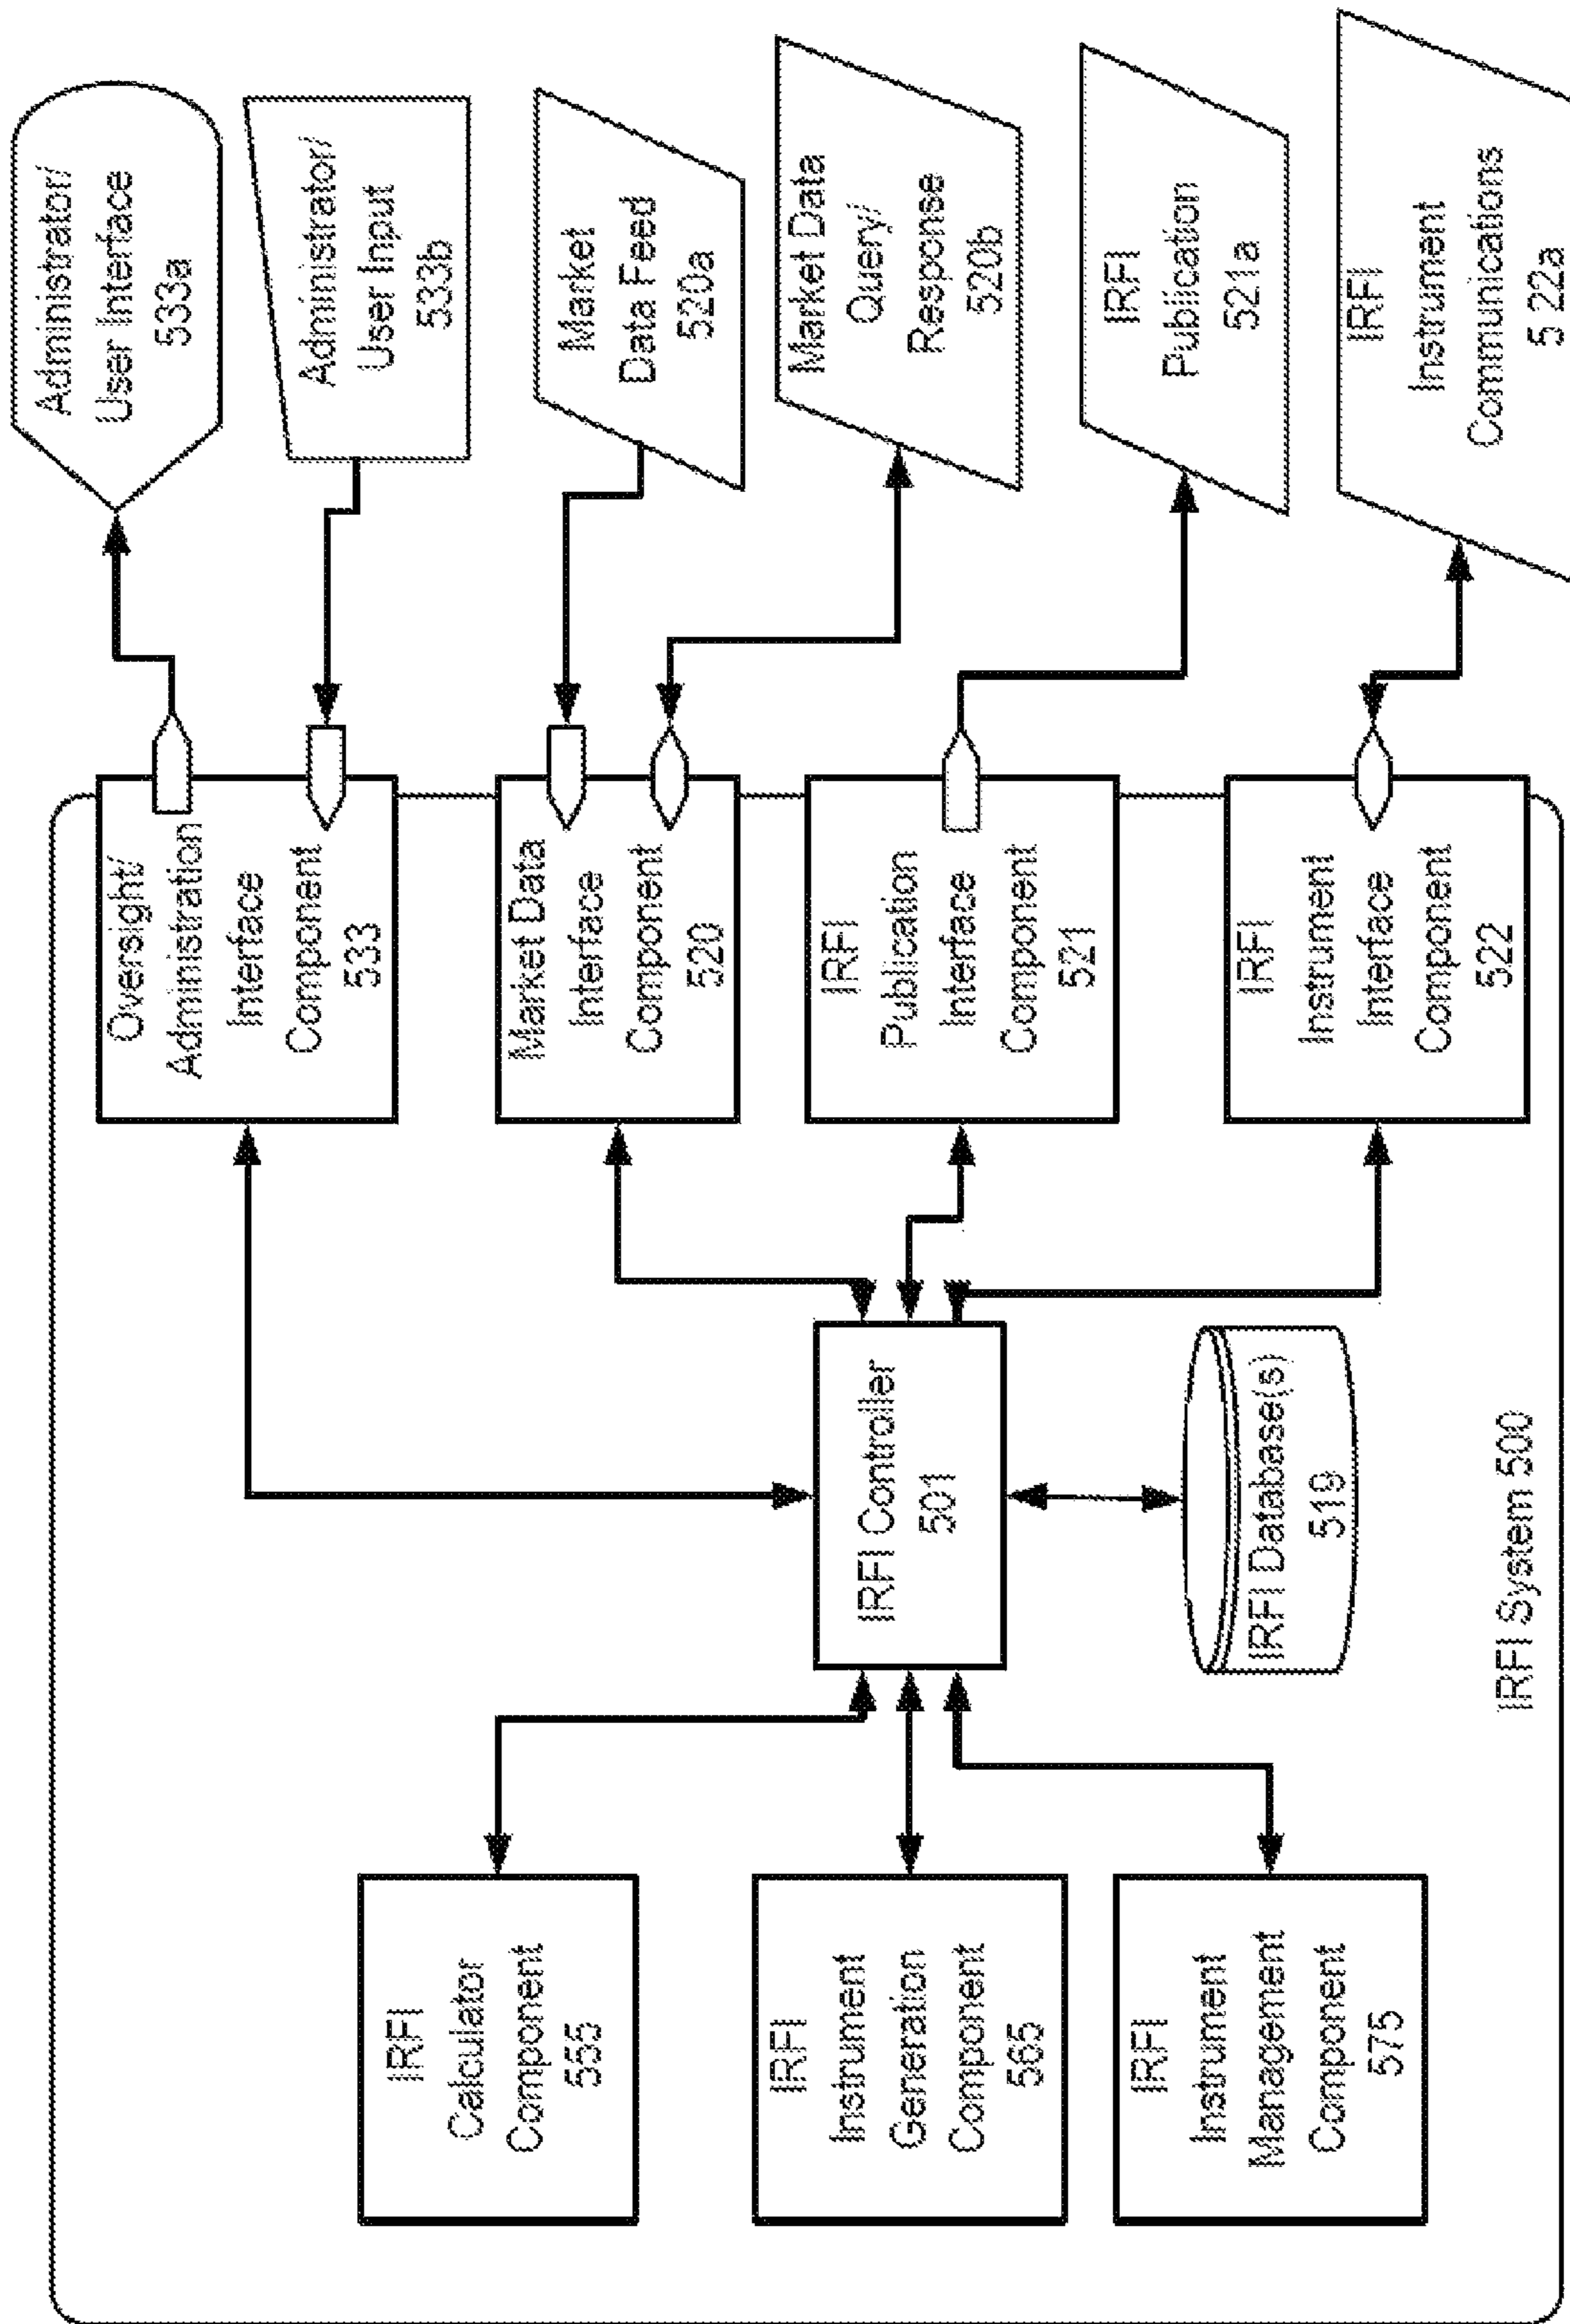 Administrator/
User Interface
533a
Administrator/
User Input
533b
Market
Data Feed
520a
Market Data
Query/
Response
520b
IRFI
Publication
521a
IRFI
Instrument
Communications
5 22a
Oversight/
Administration
Interface
Component
533
Market Data
Interface
Component
520
IRFI
Publication
Interface
Component
521
IRFI
Instrument
Interface
Component
522
IRFI Controller
501
IRFI Database(s)
519
IRFI Calculator
Component
555
IRFI
Instrument
Generation
Component
565
IRFI
Instrument
Management
Component
575
IRFI System 500